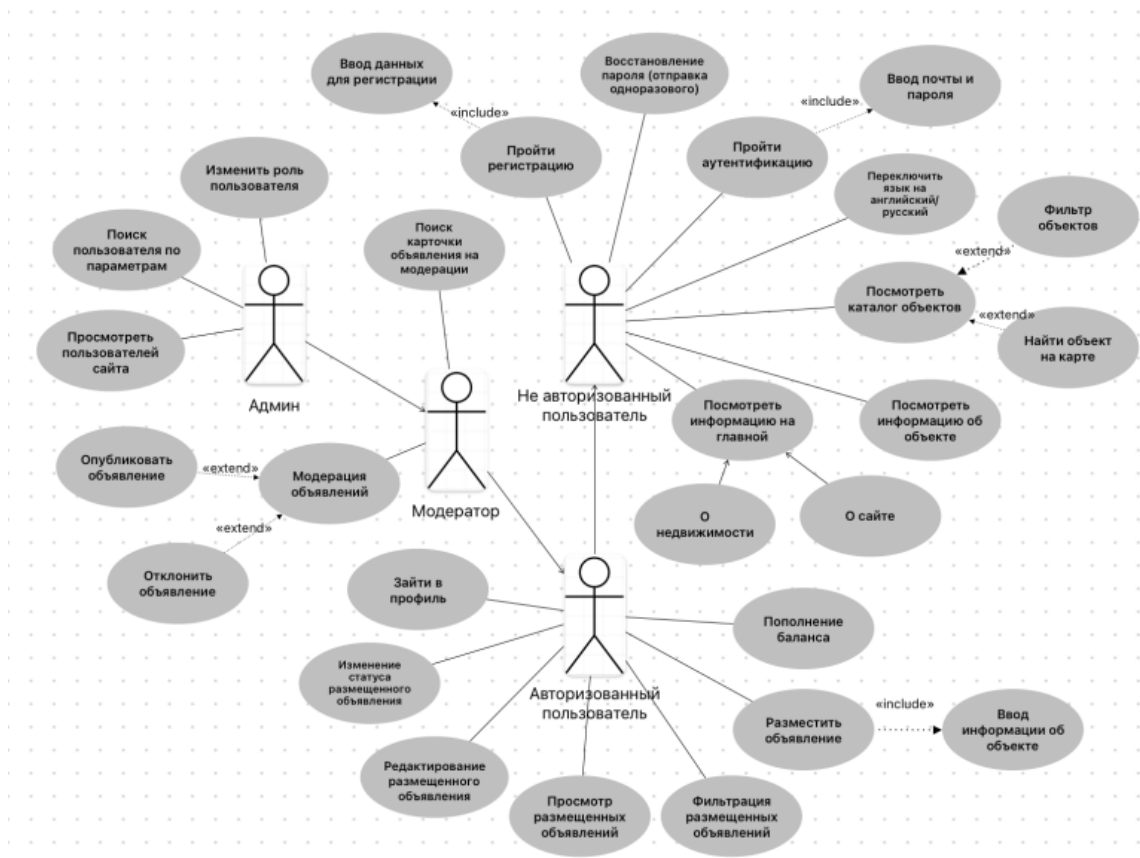 Ввод данных
для регистрации
Восстановление
пароля (отправка
одноразового)
Ввод почты и
пароля
«include»
«include»
Пройти
регистрацию
Пройти
аутентификацию
Изменить роль
пользователя
Переключить
язык на
английский/
русский
Фильтр
объектов
Поиск
пользователя по
параметрам
Поиск
карточки
объявления на
модерации
«extend»
Посмотреть
каталог объектов
«extend»
Найти объект
на карте
Просмотреть
пользователей
сайта
Админ
Не авторизованный
пользователь
Посмотреть
информацию на
главной
Посмотреть
информацию об
объекте
Опубликовать
объявление
«extend»
Модерация
объявлений
Модератор
«extend»
О
недвижимости
О сайте
Отклонить
объявление
Зайти в
профиль
Пополнение
баланса
Изменение
статуса
размещенного
объявления
Авторизованный
пользователь
Разместить
объявление
«include»
Ввод
информации об
объекте
Редактирование
размещенного
объявления
Просмотр
размещенных
объявлений
Фильтрация
размещенных
объявлений